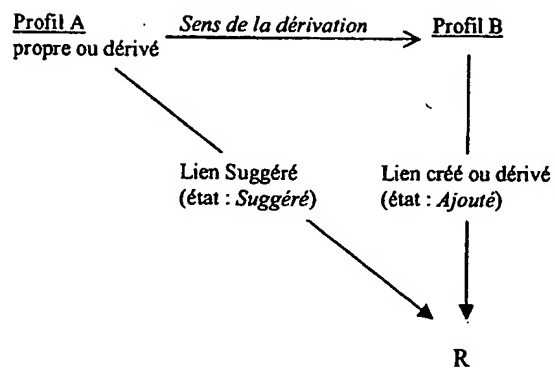 Profil A
propre ou dérivé
Sens de la dérivation
Profil B
Lien Suggéré
(état : Suggéré)
Lien créé ou dérivé
(état : Ajouté)
R